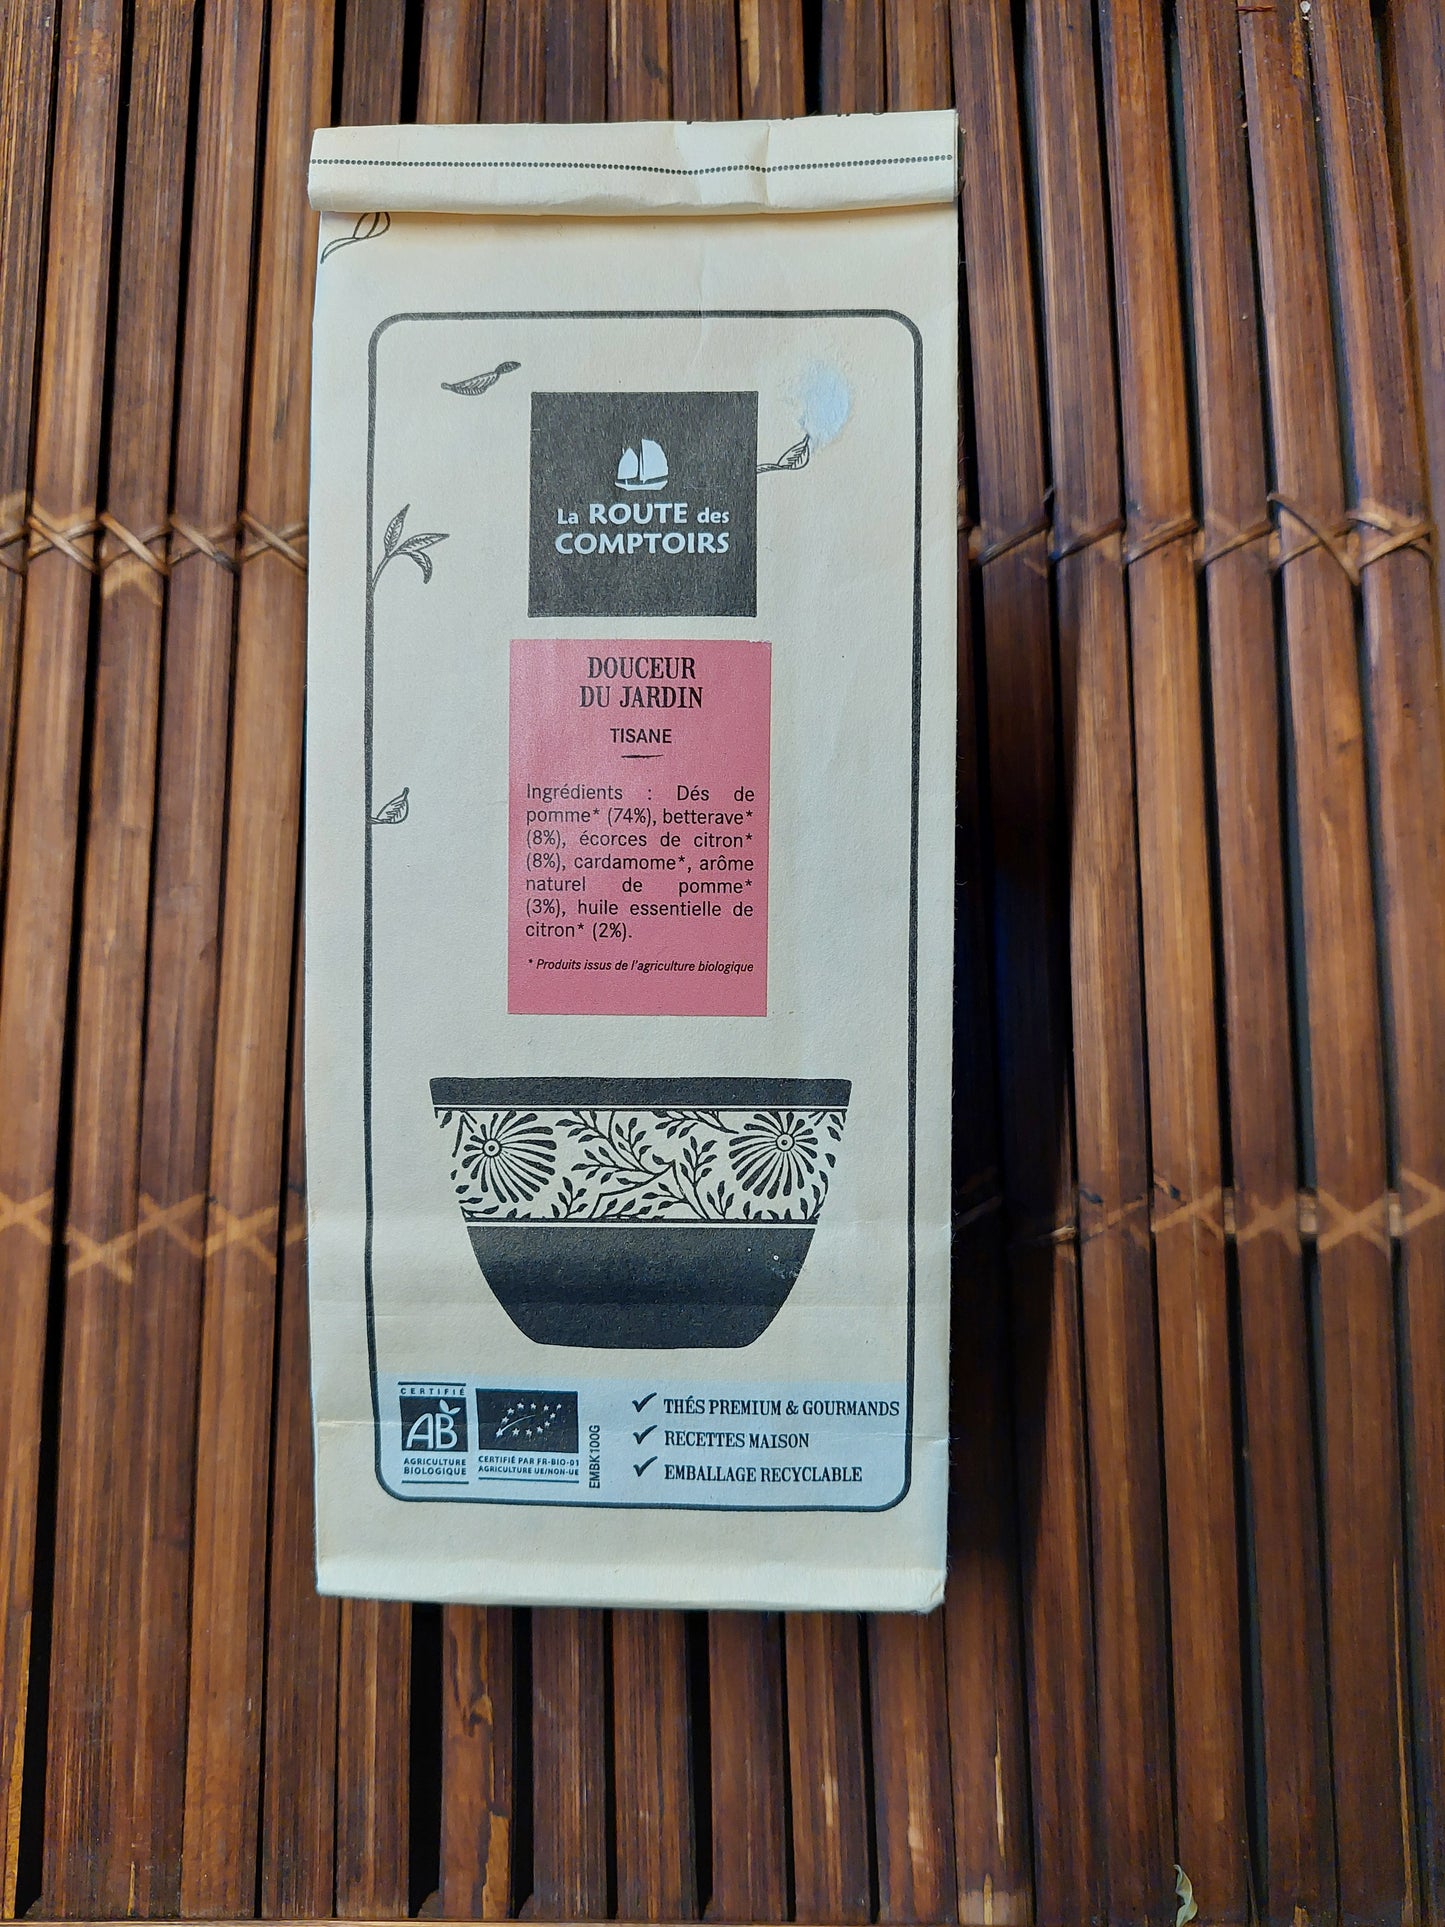 La ROUTE des
COMPTOIRS
DOUCEUR
DU JARDIN
TISANE
Ingrédients : Dés de
pomme* (74%), betterave*
(8%), écorces de citron*
(8%), cardamome*, arôme
naturel de pomme*
(3%), huile essentielle de
citron* (2%).
* Produits issus de l'agriculture biologique
CERTIFIÉ
AB
AGRICULTURE
BIOLOGIQUE
CERTIFIÉ PAR FR-BIO-01
AGRICULTURE UE/NON-UE
EMBK100G
THÉS PREMIUM & GOURMANDS
RECETTES MAISON
EMBALLAGE RECYCLABLE